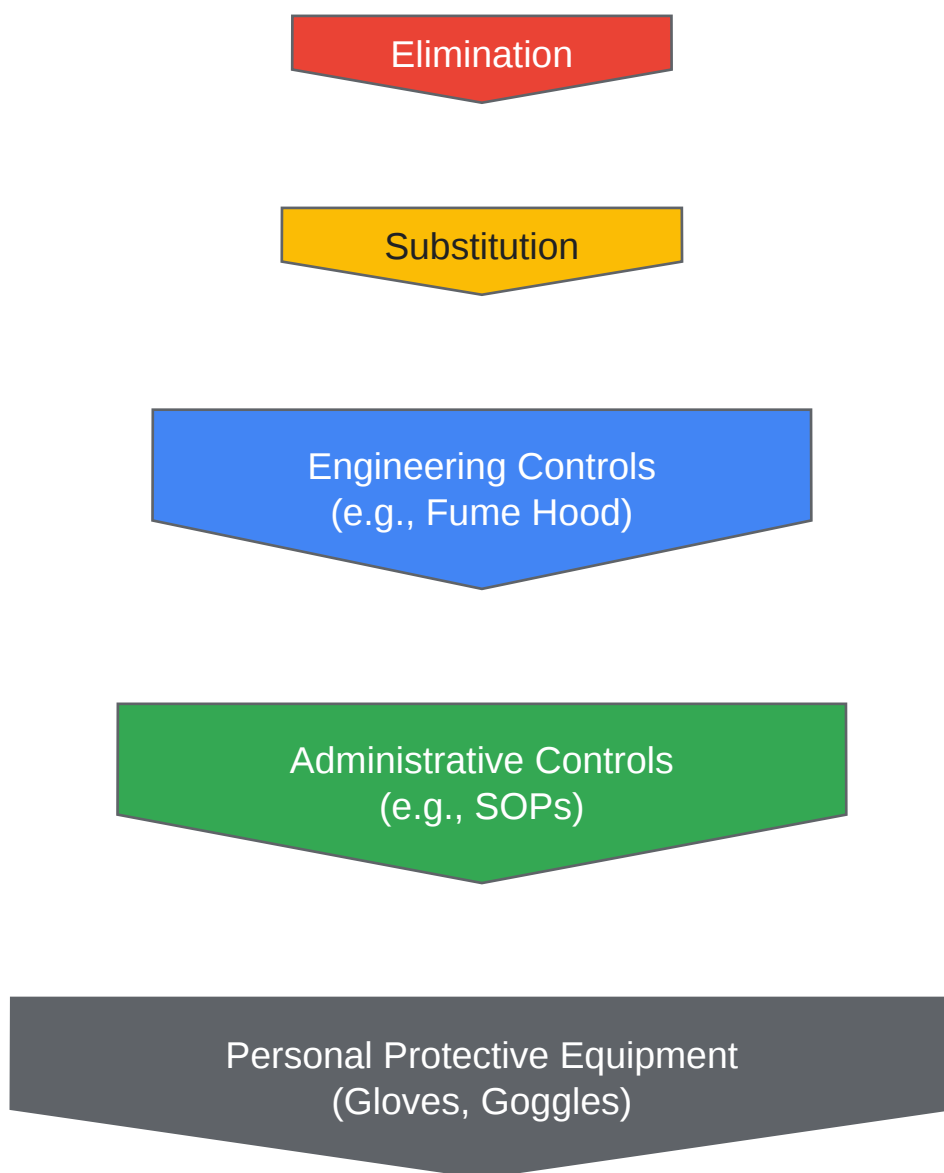 Elimination
Substitution
Engineering Controls
(e.g., Fume Hood)
Administrative Controls
(e.g., SOPs)
Personal Protective Equipment
(Gloves, Goggles)